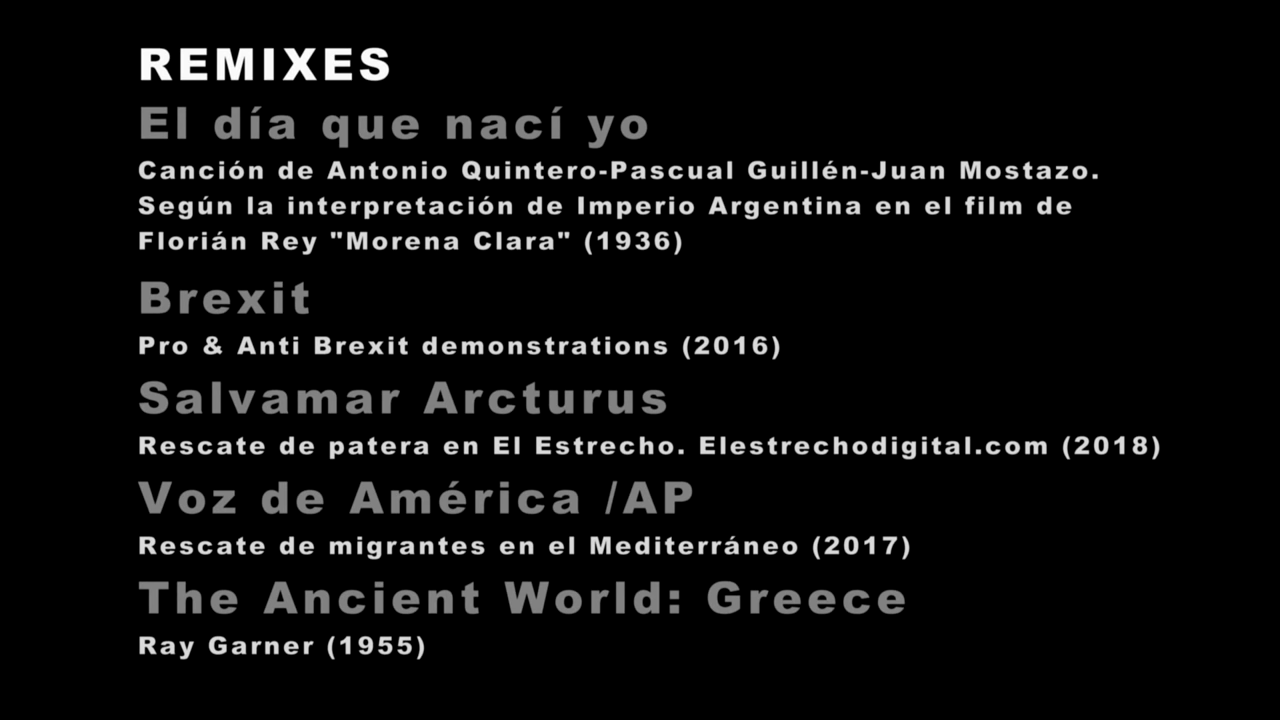 REMIXES
El día que nací yo
Canción de Antonio Quintero-Pascual Guillén-Juan Mostazo.
Según la interpretación de Imperio Argentina en el film de
Florián Rey "Morena Clara" (1936)
Brexit
Pro & Anti Brexit demonstrations (2016)
Salvamar Arcturus
Rescate de patera en El Estrecho. Elestrechodigital.com (2018)
Voz de América /AP
Rescate de migrantes en el Mediterráneo (2017)
The Ancient World: Greece
Ray Garner (1955)